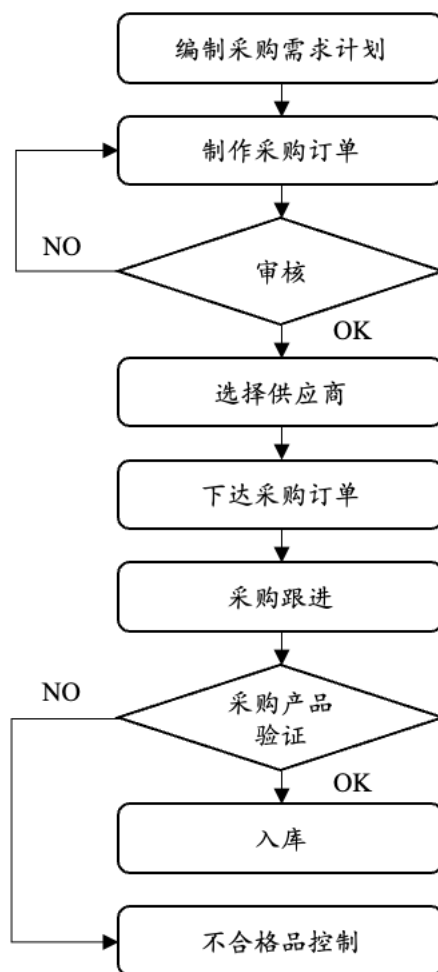 编制采购需求计划
制作采购订单
NO
审核
OK
选择供应商
下达采购订单
采购跟进
NO
采购产品
验证
OK
入库
不合格品控制